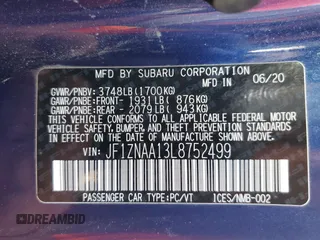 MFD BY SUBARU CORPORATION 06/20
GVWR/PNBV: 3748LB (1700KG)
GAWR/PNBE:FRONT- 1931LB ( 876KG)
GAWR/PNBE:REAR - 2079LB ( 943KG)
THIS VEHICLE CONFORMS TO ALL APPLICABLE
FEDERAL MOTOR VEHICLE SAFETY, BUMPER,
AND THEFT PREVENTION STANDARDS IN EFFECT
ON THE DATE OF MANUFACTURE SHOWN ABOVE.
VIN: JF1ZNAA13L8752499
PASSENGER CAR TYPE:PC/VT ICES/NMB-002
DREAMBID